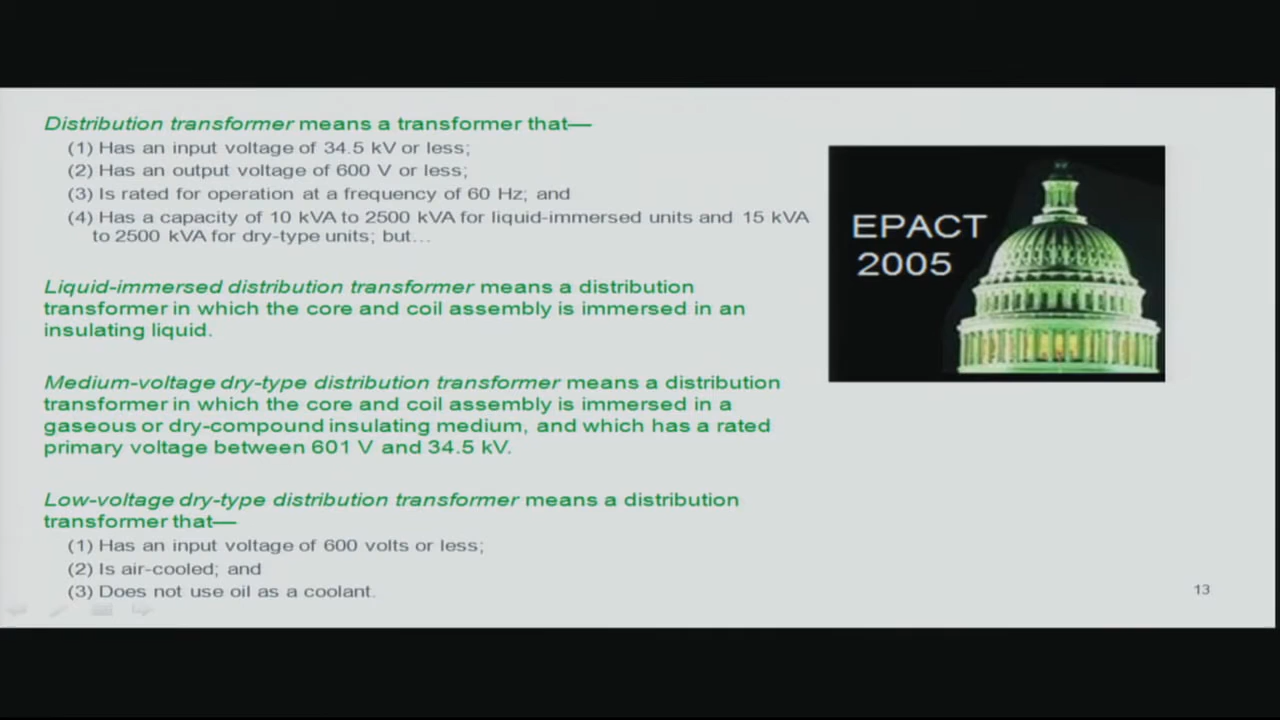 Distribution transformer means a transformer that—
(1) Has an input voltage of 34.5 kV or less;
(2) Has an output voltage of 600 V or less;
(3) Is rated for operation at a frequency of 60 Hz; and
(4) Has a capacity of 10 kVA to 2500 kVA for liquid-immersed units and 15 kVA
to 2500 kVA for dry-type units; but…
Liquid-immersed distribution transformer means a distribution
transformer in which the core and coil assembly is immersed in an
insulating liquid.
Medium-voltage dry-type distribution transformer means a distribution
transformer in which the core and coil assembly is immersed in a
gaseous or dry-compound insulating medium, and which has a rated
primary voltage between 601 V and 34.5 kV.
Low-voltage dry-type distribution transformer means a distribution
transformer that—
(1) Has an input voltage of 600 volts or less;
(2) Is air-cooled; and
(3) Does not use oil as a coolant.
EPACT
2005
13